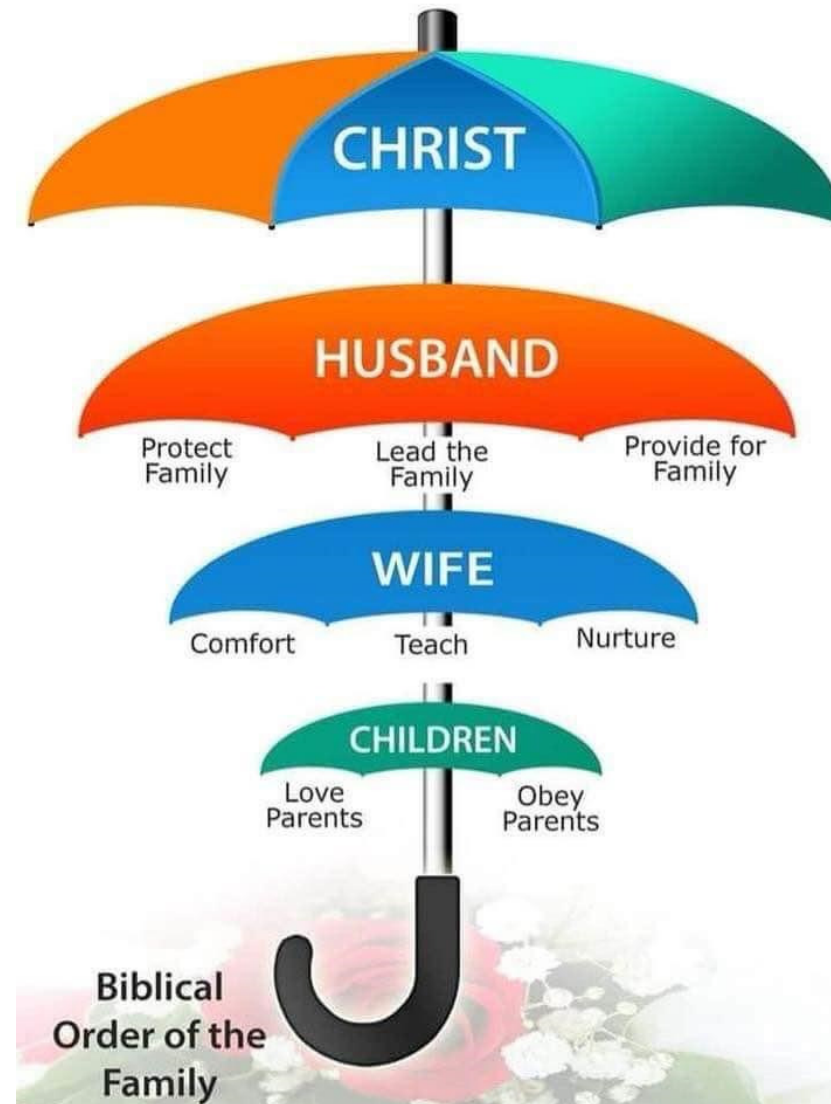 CHRIST
HUSBAND
Protect
Family
Lead the
Family
Provide for
Family
WIFE
Comfort
Teach
Nurture
CHILDREN
Love
Parents
Obey
Parents
Biblical
Order of the
Family